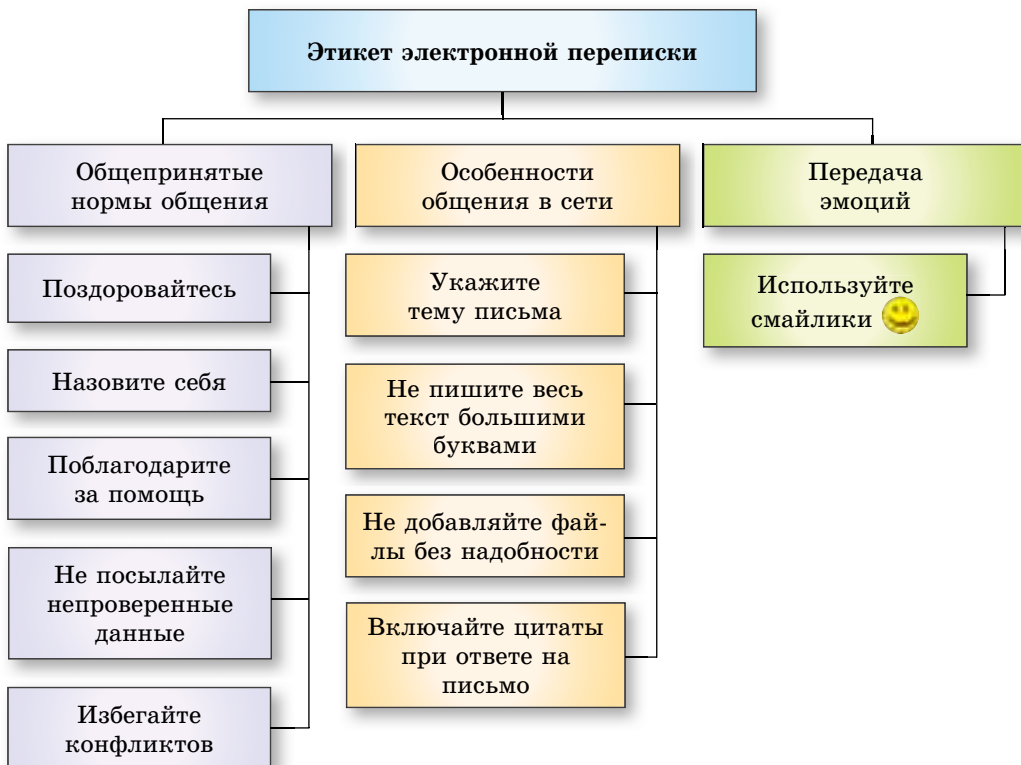 Этикет электронной переписки
Общепринятые
нормы общения
Поздоровайтесь
Назовите себя
Поблагодарите
за помощь
Не посылайте
непроверенные
данные
Избегайте
конфликтов
Особенности
общения в сети
Укажите
тему письма
Не пишите весь
текст большими
буквами
Не добавляйте фай-
лы без надобности
Включайте цитаты
при ответе на
письмо
Передача
эмоций
Используйте
смайлики